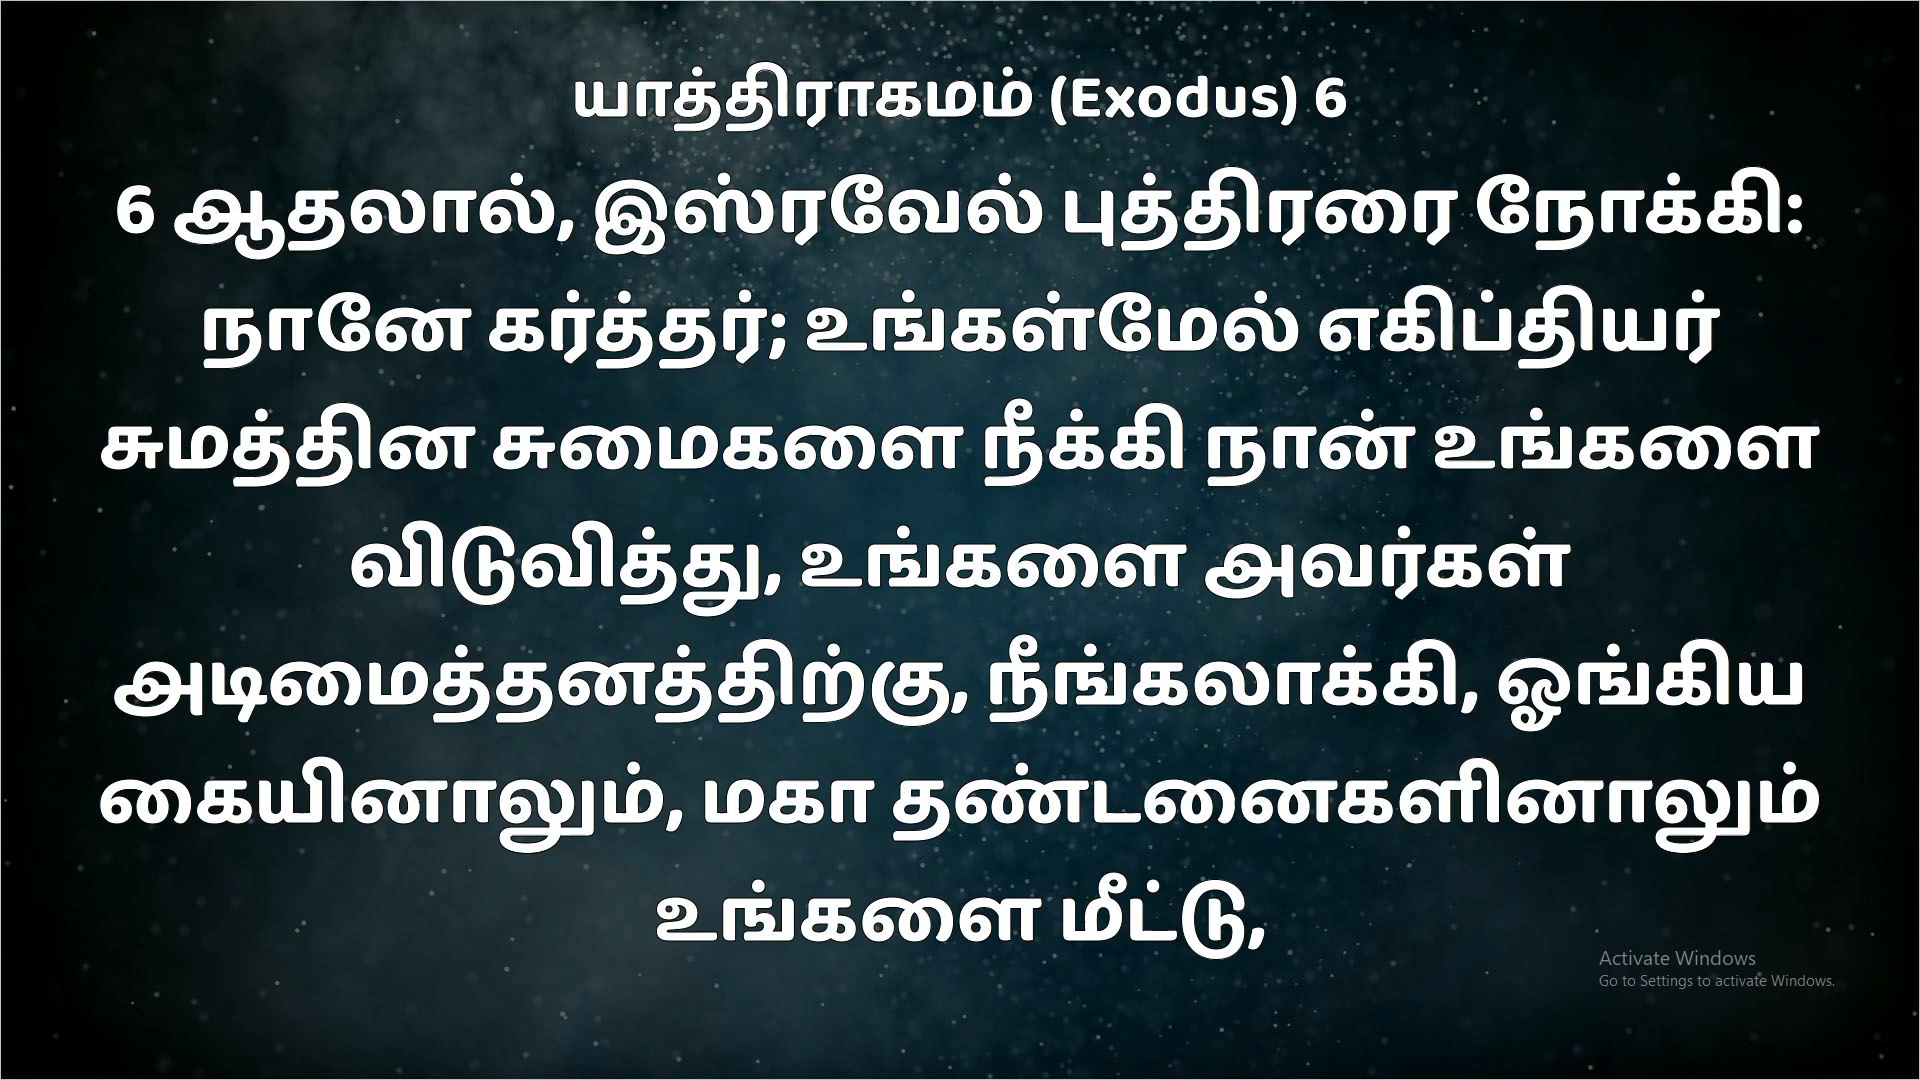 யாத்திராகமம் (Exodus) 6
6 ஆதலால், இஸ்ரவேல் புத்திரரை நோக்கி:
நானே கர்த்தர்; உங்கள்மேல் எகிப்தியர்
சுமத்தின சுமைகளை நீக்கி நான் உங்களை
விடுவித்து, உங்களை அவர்கள்
அடிமைத்தனத்திற்கு, நீங்கலாக்கி, ஓங்கிய
கையினாலும், மகா தண்டனைகளினாலும்
உங்களை மீட்டு,
Activate Windows
Go to Settings to activate Windows.